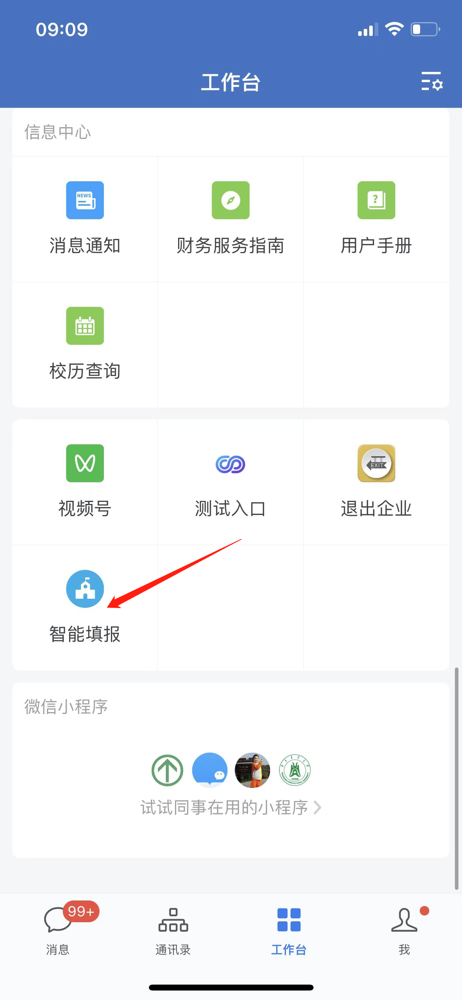 09:09
工作台
信息中心
NEWS
消息通知
财务服务指南
?
用户手册
校历查询
视频号
测试入口
EXIT
退出企业
智能填报
微信小程序
1898
试试同事在用的小程序
99+
消息
通讯录
工作台
我